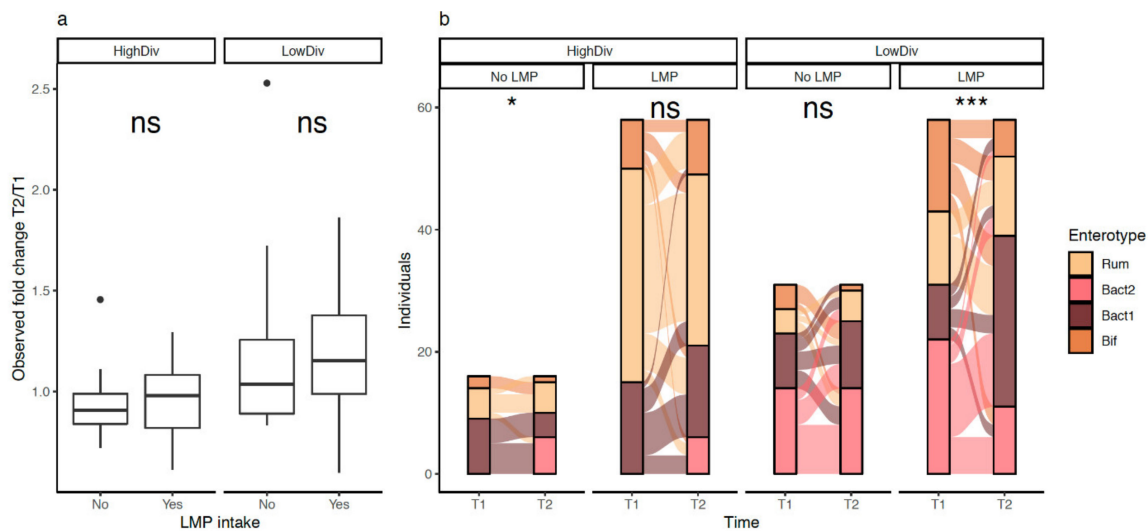 a
HighDiv
LowDiv
ns
ns
2.5
2.0
1.5
1.0
Observed fold change T2/T1
No
Yes
No
Yes
LMP intake
b
HighDiv
LowDiv
No LMP
LMP
No LMP
LMP
*
ns
ns
***
60
40
20
0
Individuals
T1
T2
T1
T2
T1
T2
T1
T2
Time
Enterotype
Rum
Bact2
Bact1
Bif